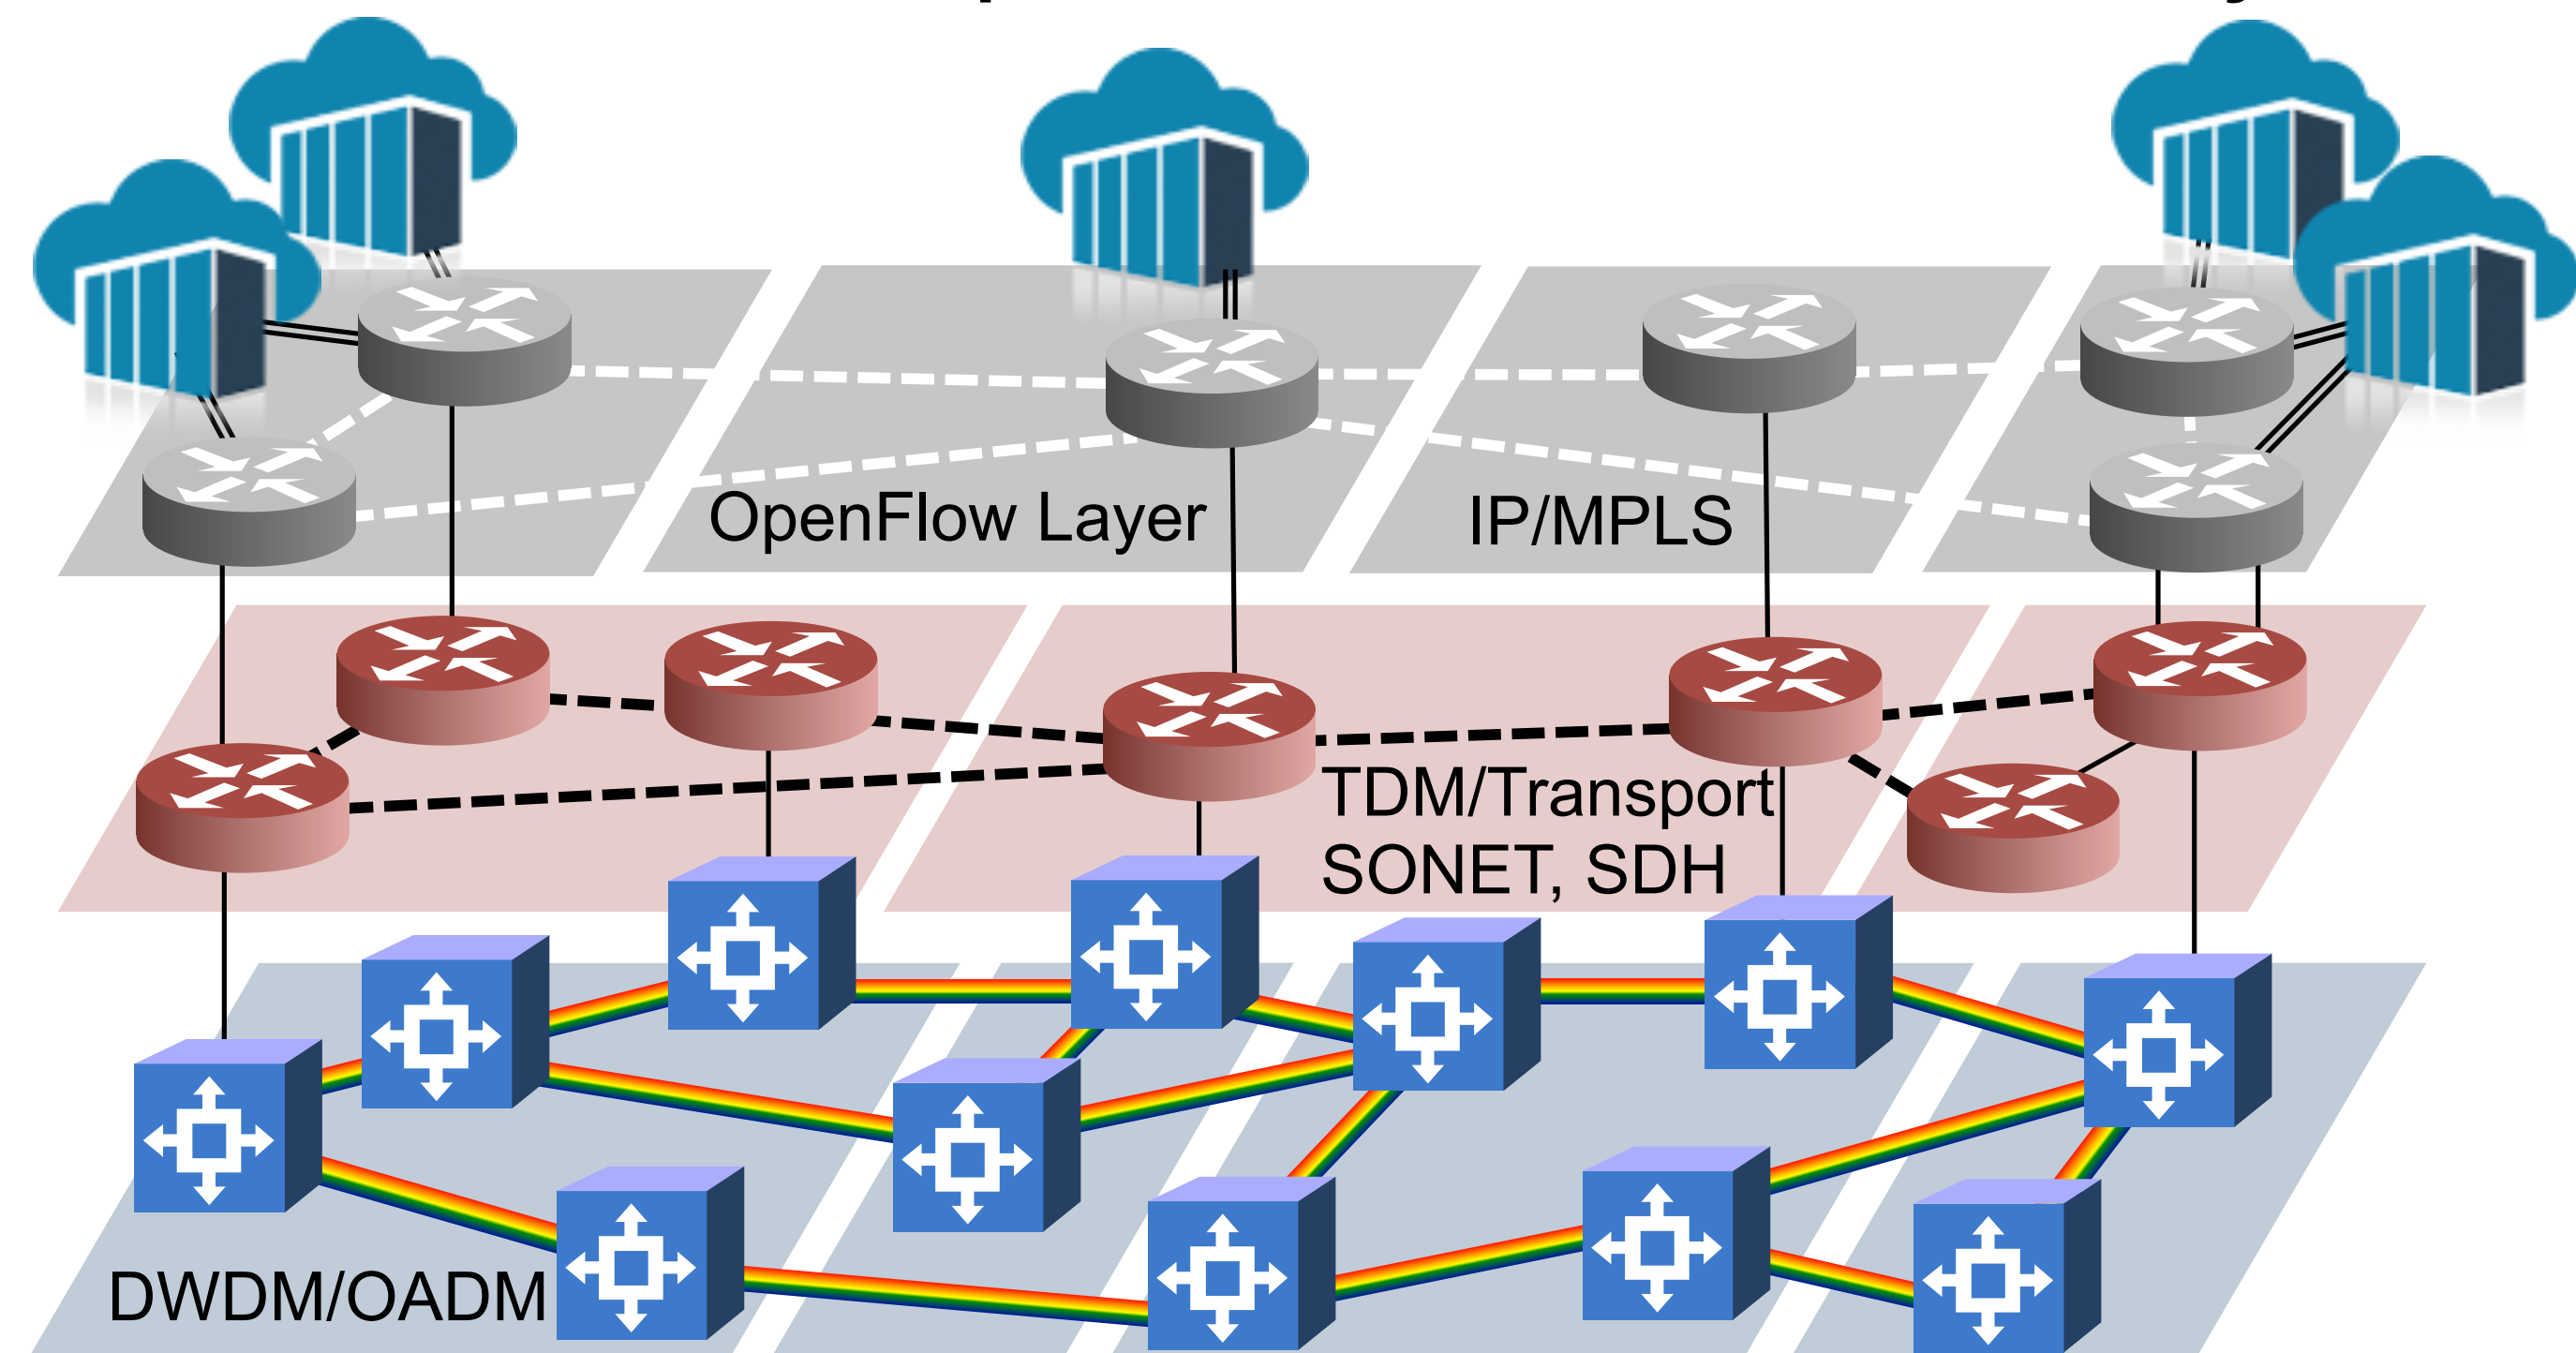 OpenFlow Layer
IP/MPLS
TDM/Transport
SONET, SDH
DWDM/OADM